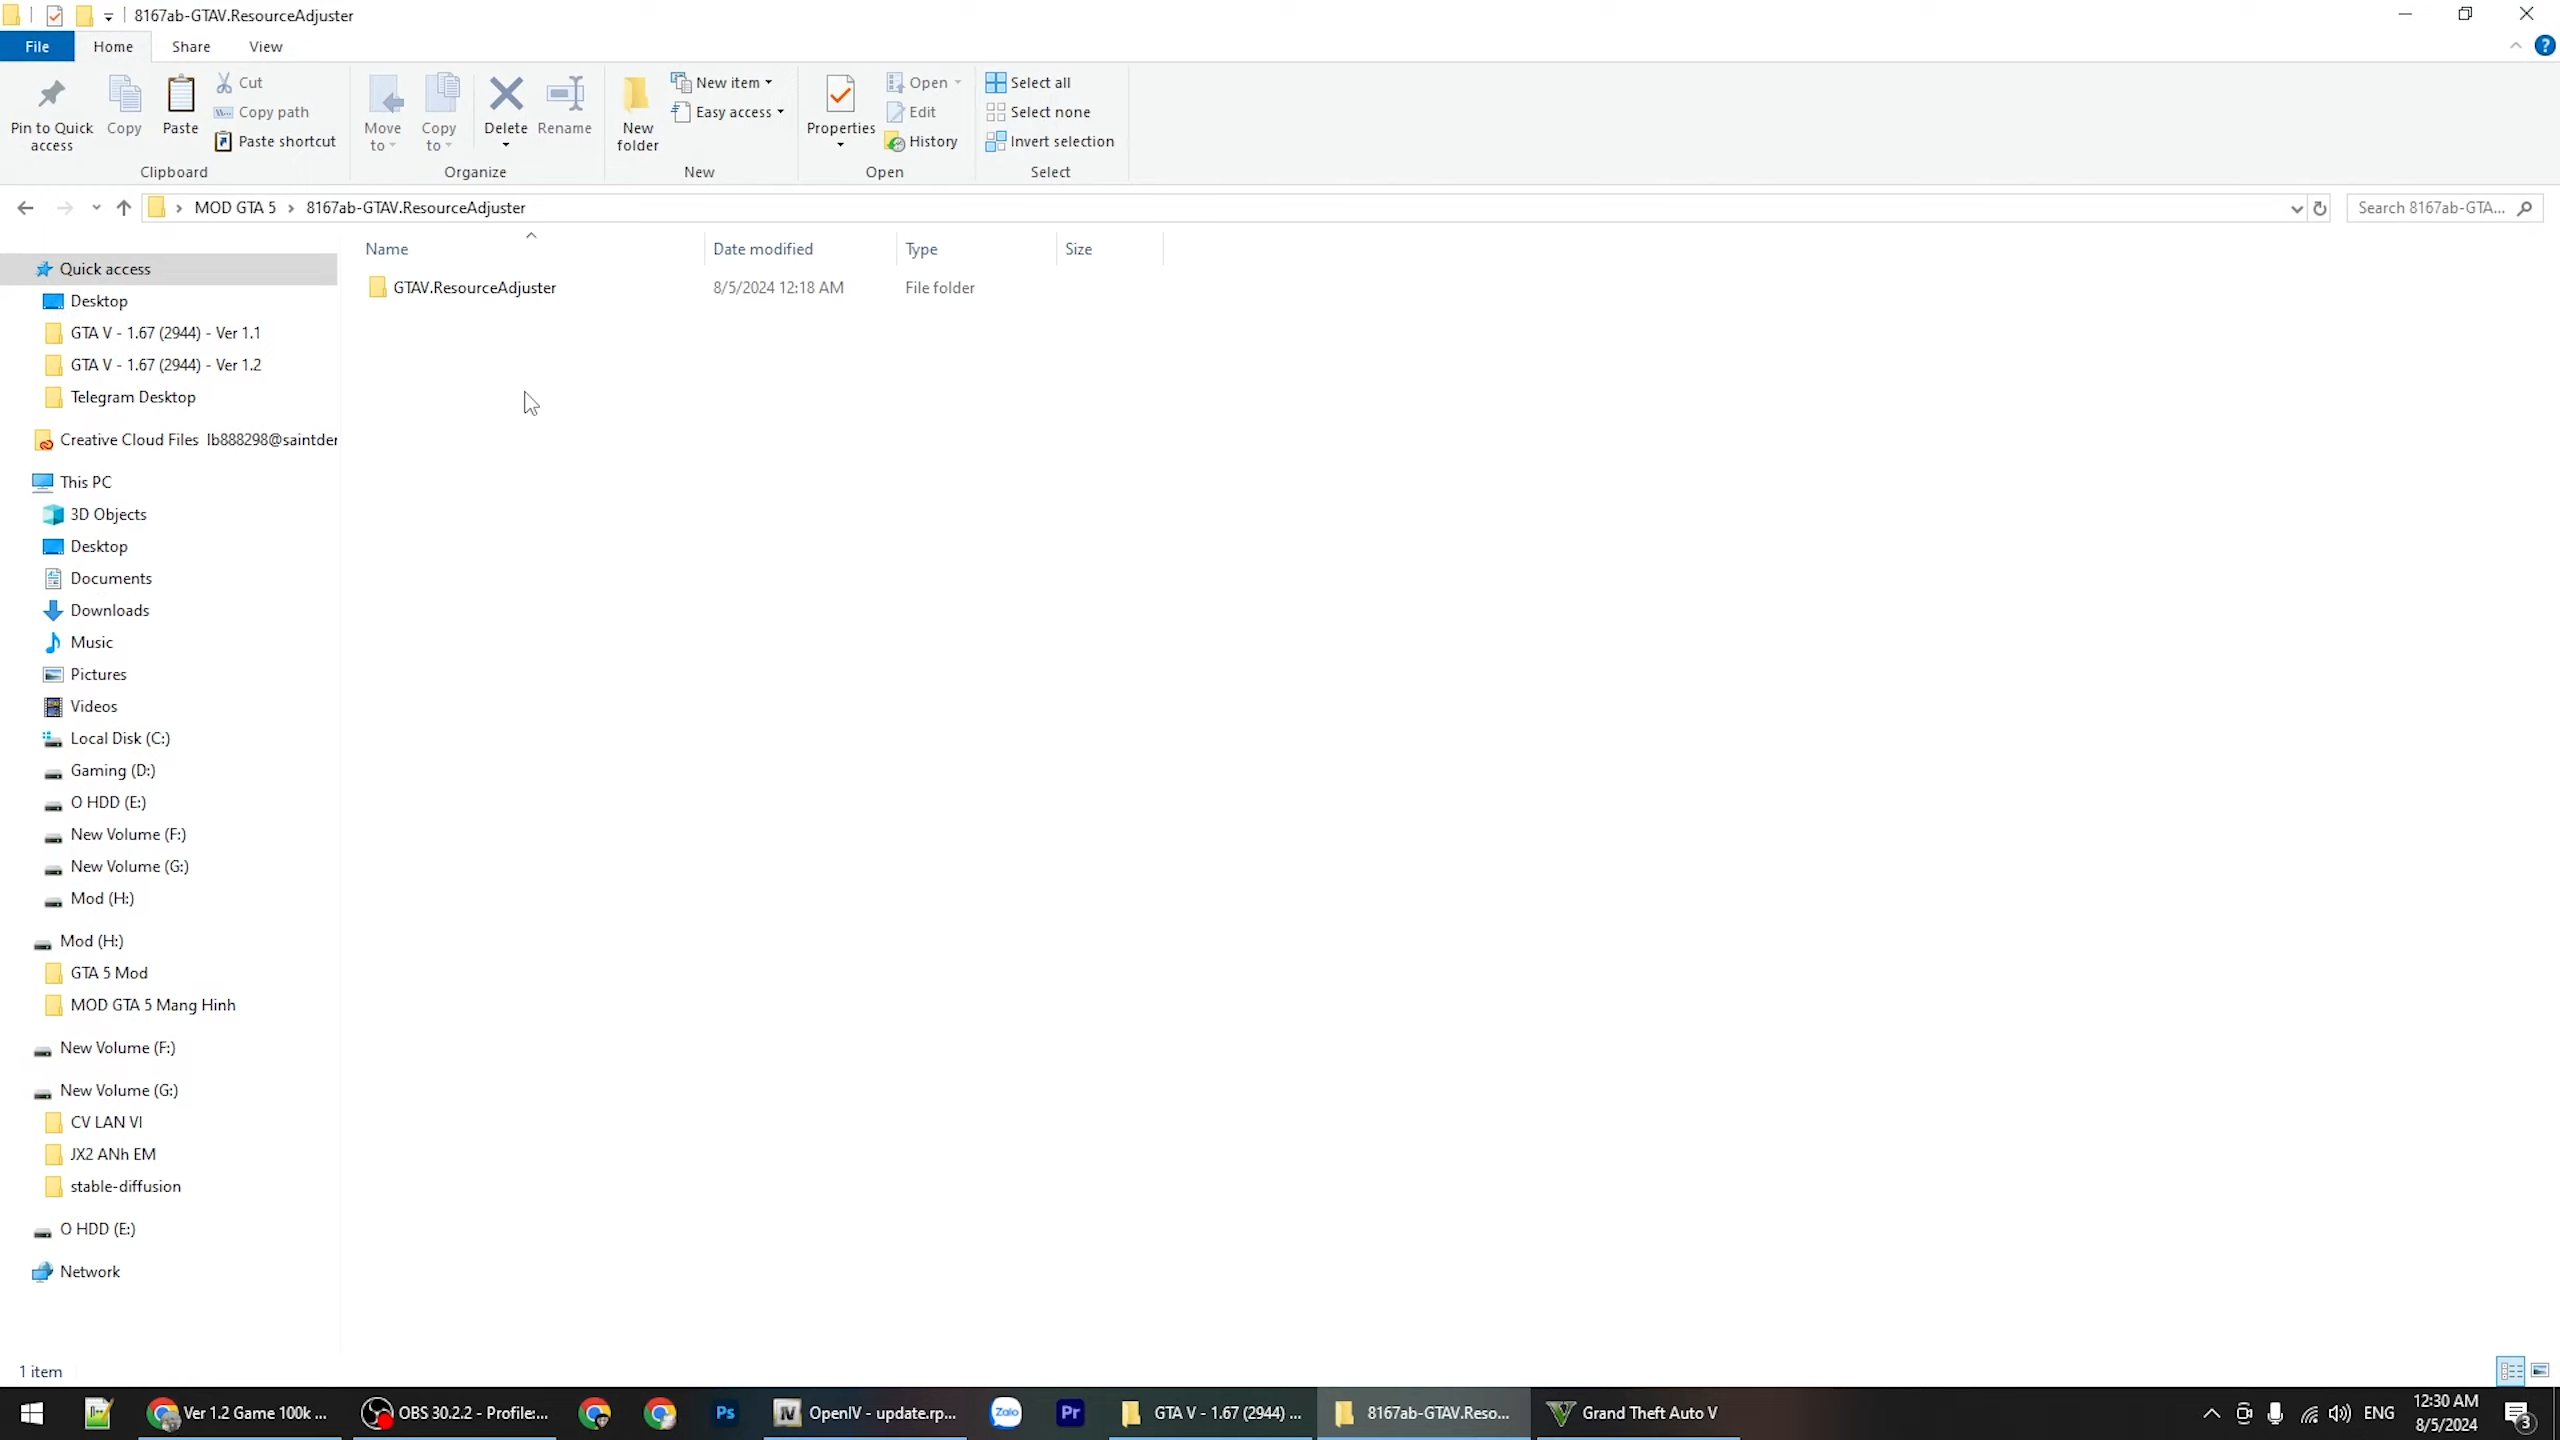 8167ab-GTAV.ResourceAdjuster
File
Home
Share
View
Pin to Quick access
Copy
Paste
Cut
Copy path
Paste shortcut
Clipboard
Move to
Copy to
Delete
Rename
Organize
New folder
New item
Easy access
New
Properties
Open
Edit
History
Open
Select all
Select none
Invert selection
Select
MOD GTA 5 › 8167ab-GTAV.ResourceAdjuster
Search 8167ab-GTA...
Name
Date modified
Type
Size
GTAV.ResourceAdjuster
8/5/2024 12:18 AM
File folder
Quick access
Desktop
GTA V - 1.67 (2944) - Ver 1.1
GTA V - 1.67 (2944) - Ver 1.2
Telegram Desktop
Creative Cloud Files lb888298@saintder
This PC
3D Objects
Desktop
Documents
Downloads
Music
Pictures
Videos
Local Disk (C:)
Gaming (D:)
O HDD (E:)
New Volume (F:)
New Volume (G:)
Mod (H:)
Mod (H:)
GTA 5 Mod
MOD GTA 5 Mang Hinh
New Volume (F:)
New Volume (G:)
CV LAN VI
JX2 ANh EM
stable-diffusion
O HDD (E:)
Network
1 item
Ver 1.2 Game 100k ...
OBS 30.2.2 - Profile:...
Ps
IV
OpenIV - update.rp...
Zalo
Pr
GTA V - 1.67 (2944) ...
8167ab-GTAV.Reso...
Grand Theft Auto V
ENG
12:30 AM
8/5/2024
3